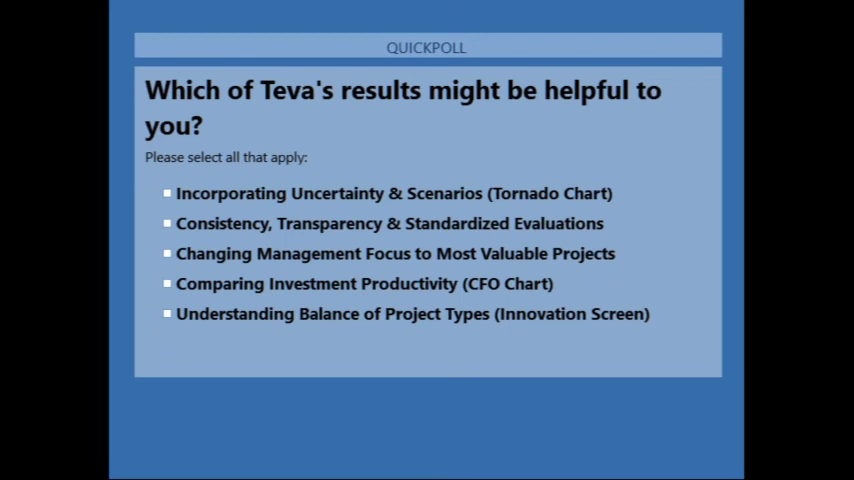 QUICKPOLL
Which of Teva's results might be helpful to
you?
Please select all that apply:
Incorporating Uncertainty & Scenarios (Tornado Chart)
Consistency, Transparency & Standardized Evaluations
Changing Management Focus to Most Valuable Projects
Comparing Investment Productivity (CFO Chart)
Understanding Balance of Project Types (Innovation Screen)